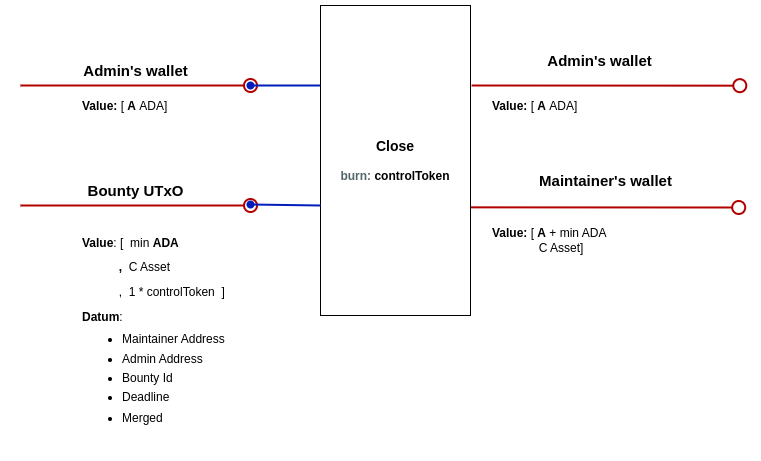 Admin's wallet
Value: [ A ADA]
Bounty UTxO
Value: [ min ADA
, C Asset
, 1 * controlToken ]
Datum:
Maintainer Address
Admin Address
Bounty Id
Deadline
Merged
Close
burn: controlToken
Admin's wallet
Value: [ A ADA]
Maintainer's wallet
Value: [ A + min ADA
C Asset]